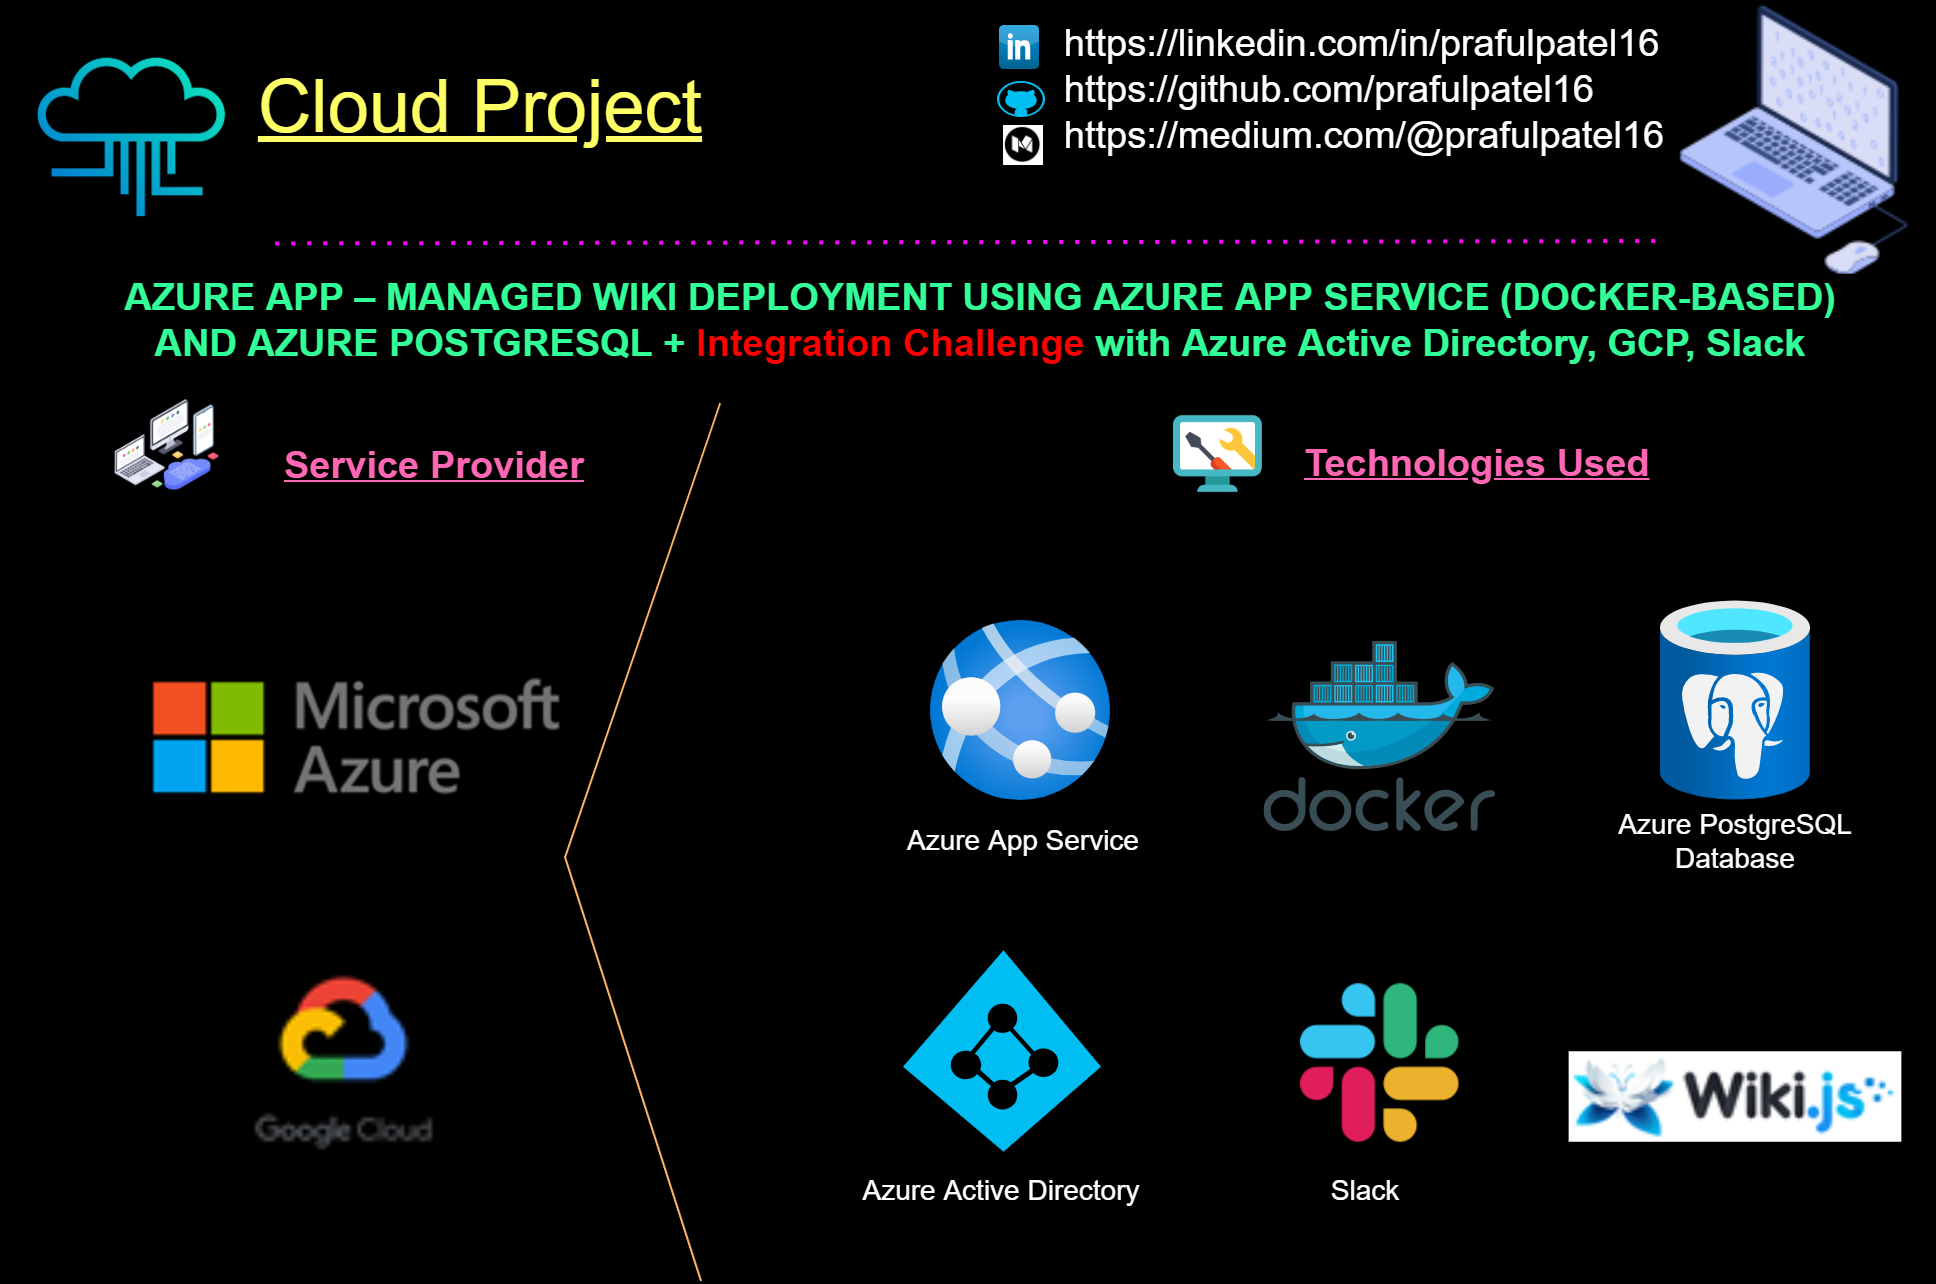 Cloud Project
in https://linkedin.com/in/prafulpatel16
https://github.com/prafulpatel16
https://medium.com/@prafulpatel16
AZURE APP – MANAGED WIKI DEPLOYMENT USING AZURE APP SERVICE (DOCKER-BASED)
AND AZURE POSTGRESQL + Integration Challenge with Azure Active Directory, GCP, Slack
Service Provider
Technologies Used
Microsoft
Azure
Google Cloud
Azure App Service
docker
Azure PostgreSQL
Database
Azure Active Directory
Slack
Wiki.js